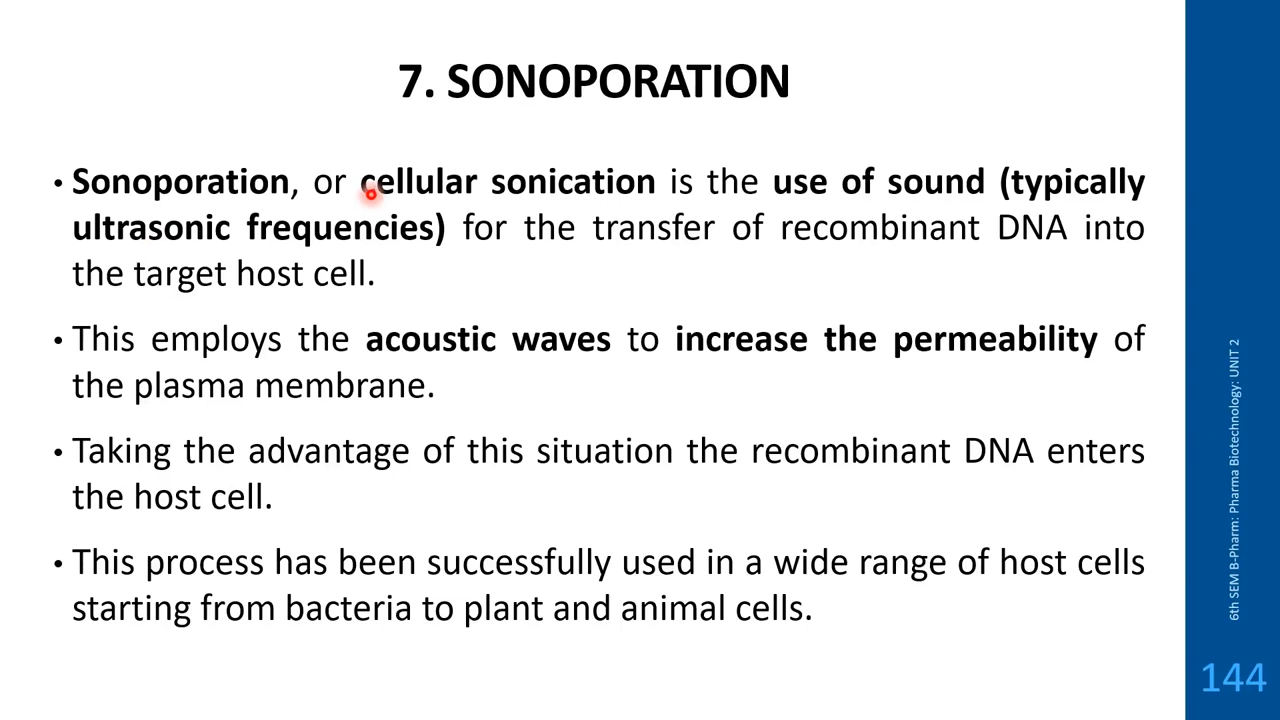 7. SONOPORATION
• Sonoporation, or cellular sonication is the use of sound (typically
ultrasonic frequencies) for the transfer of recombinant DNA into
the target host cell.
• This employs the acoustic waves to increase the permeability of
the plasma membrane.
• Taking the advantage of this situation the recombinant DNA enters
the host cell.
• This process has been successfully used in a wide range of host cells
starting from bacteria to plant and animal cells.
6th SEM B-Pharm: Pharma Biotechnology: UNIT 2
144